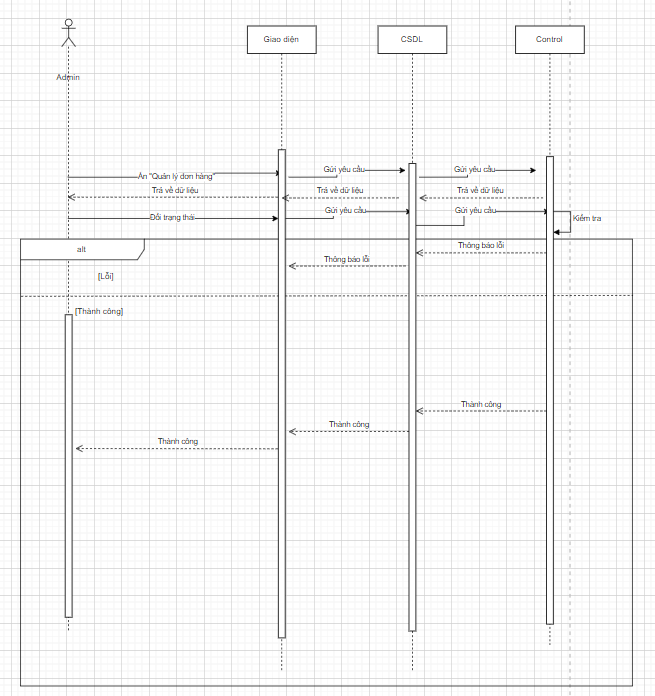 Giao diện
CSDL
Control
Admin
Ấn "Quản lý đơn hàng"
Gửi yêu cầu
Gửi yêu cầu
Trả về dữ liệu
Trả về dữ liệu
Trả về dữ liệu
Đổi trạng thái
Gửi yêu cầu
Gửi yêu cầu
Kiểm tra
alt
Thông báo lỗi
Thông báo lỗi
[Lỗi]
[Thành công]
Thành công
Thành công
Thành công